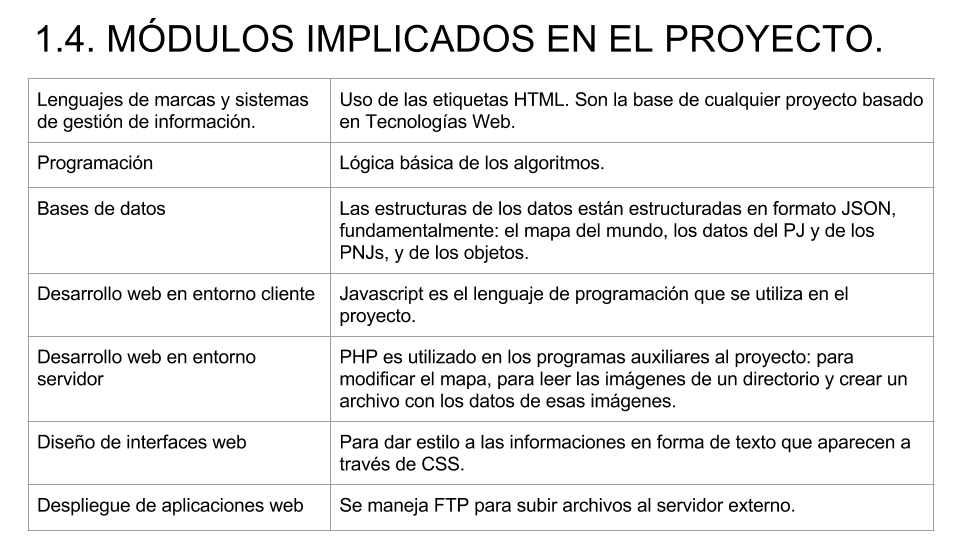 1.4. MÓDULOS IMPLICADOS EN EL PROYECTO.
Lenguajes de marcas y sistemas
de gestión de información.
Uso de las etiquetas HTML. Son la base de cualquier proyecto basado
en Tecnologías Web.
Programación
Lógica básica de los algoritmos.
Bases de datos
Las estructuras de los datos están estructuradas en formato JSON,
fundamentalmente: el mapa del mundo, los datos del PJ y de los
PNJs, y de los objetos.
Desarrollo web en entorno cliente
Javascript es el lenguaje de programación que se utiliza en el
proyecto.
Desarrollo web en entorno
servidor
PHP es utilizado en los programas auxiliares al proyecto: para
modificar el mapa, para leer las imágenes de un directorio y crear un
archivo con los datos de esas imágenes.
Diseño de interfaces web
Para dar estilo a las informaciones en forma de texto que aparecen a
través de CSS.
Despliegue de aplicaciones web
Se maneja FTP para subir archivos al servidor externo.